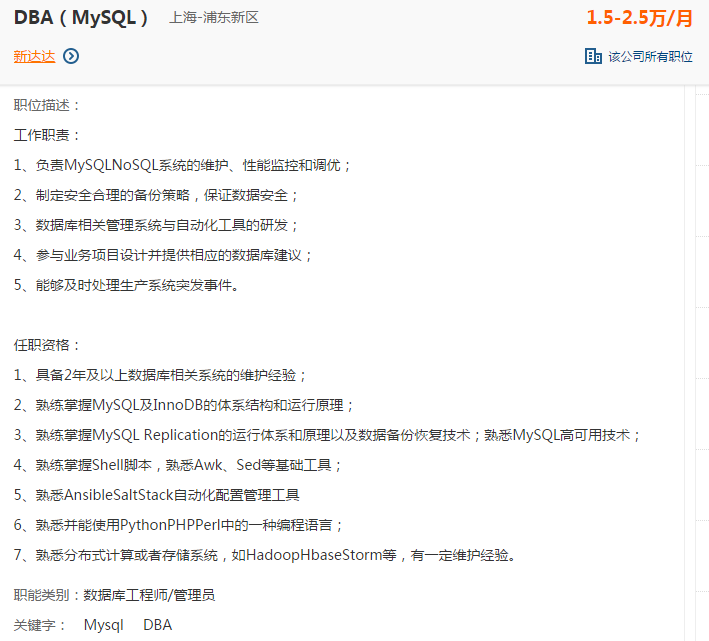 DBA（MySQL） 上海-浦东新区 1.5-2.5万/月
新达达 该公司所有职位
职位描述：
工作职责：
1、负责MySQLNoSQL系统的维护、性能监控和调优；
2、制定安全合理的备份策略，保证数据安全；
3、数据库相关管理系统与自动化工具的研发；
4、参与业务项目设计并提供相应的数据库建议；
5、能够及时处理生产系统突发事件。
任职资格：
1、具备2年及以上数据库相关系统的维护经验；
2、熟练掌握MySQL及InnoDB的体系结构和运行原理；
3、熟练掌握MySQL Replication的运行体系和原理以及数据备份恢复技术；熟悉MySQL高可用技术；
4、熟练掌握Shell脚本，熟悉Awk、Sed等基础工具；
5、熟悉AnsibleSaltStack自动化配置管理工具
6、熟悉并能使用PythonPHPPerl中的一种编程语言；
7、熟悉分布式计算或者存储系统，如HadoopHbaseStorm等，有一定维护经验。
职能类别：数据库工程师/管理员
关键字： Mysql DBA